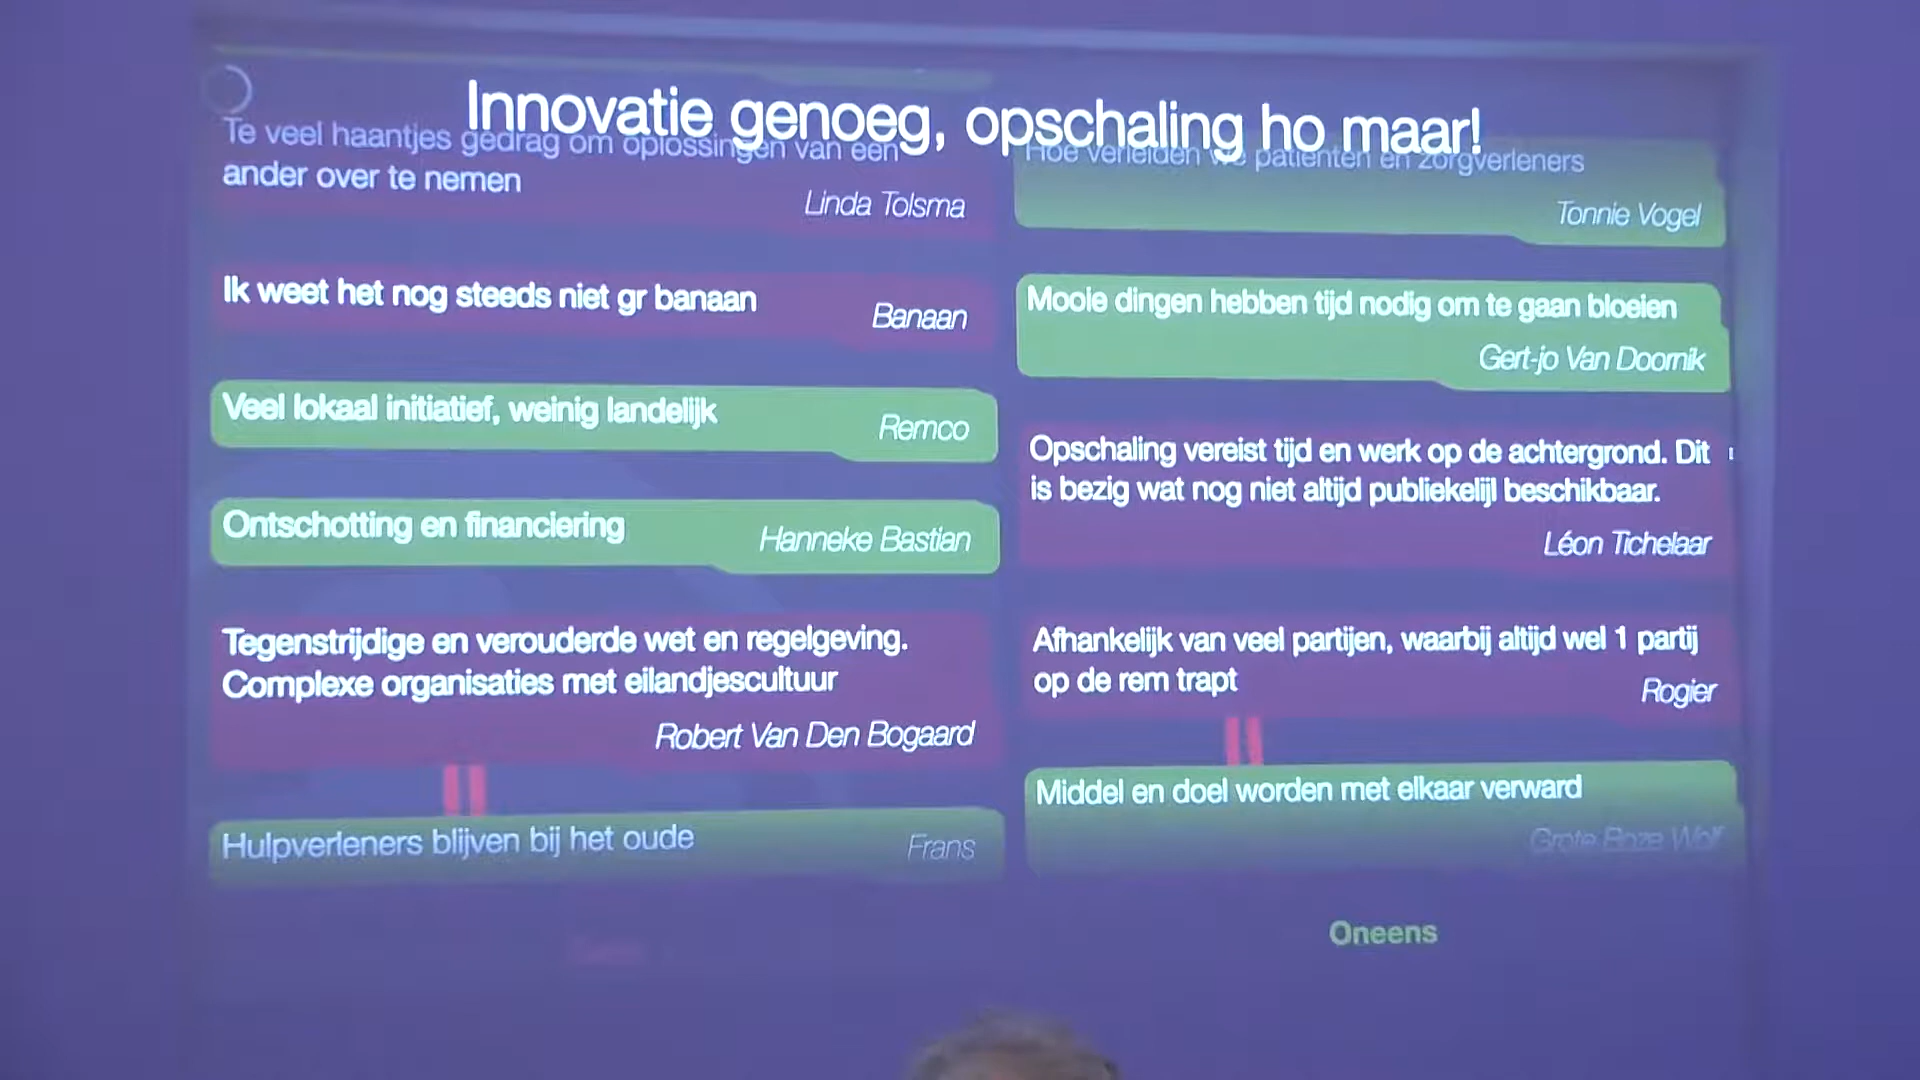 Innovatie genoeg, opschaling ho maar!
Te veel haantjes gedrag om oplossingen van een
ander over te nemen
Linda Tolsma
Ik weet het nog steeds niet gr banaan
Banaan
Veel lokaal initiatief, weinig landelijk
Remco
Ontschotting en financiering
Hanneke Bastian
Tegenstrijdige en verouderde wet en regelgeving.
Complexe organisaties met eilandjescultuur
Robert Van Den Bogaard
Hulpverleners blijven bij het oude
Frans
Hoe verleiden we patienten en zorgverleners
Tonnie Vogel
Mooie dingen hebben tijd nodig om te gaan bloeien
Gert-jo Van Doornik
Opschaling vereist tijd en werk op de achtergrond. Dit
is bezig wat nog niet altijd publiekelijl beschikbaar.
Léon Tichelaar
Afhankelijk van veel partijen, waarbij altijd wel 1 partij
op de rem trapt
Rogier
Middel en doel worden met elkaar verward
Grote Boze Wolf
Oneens